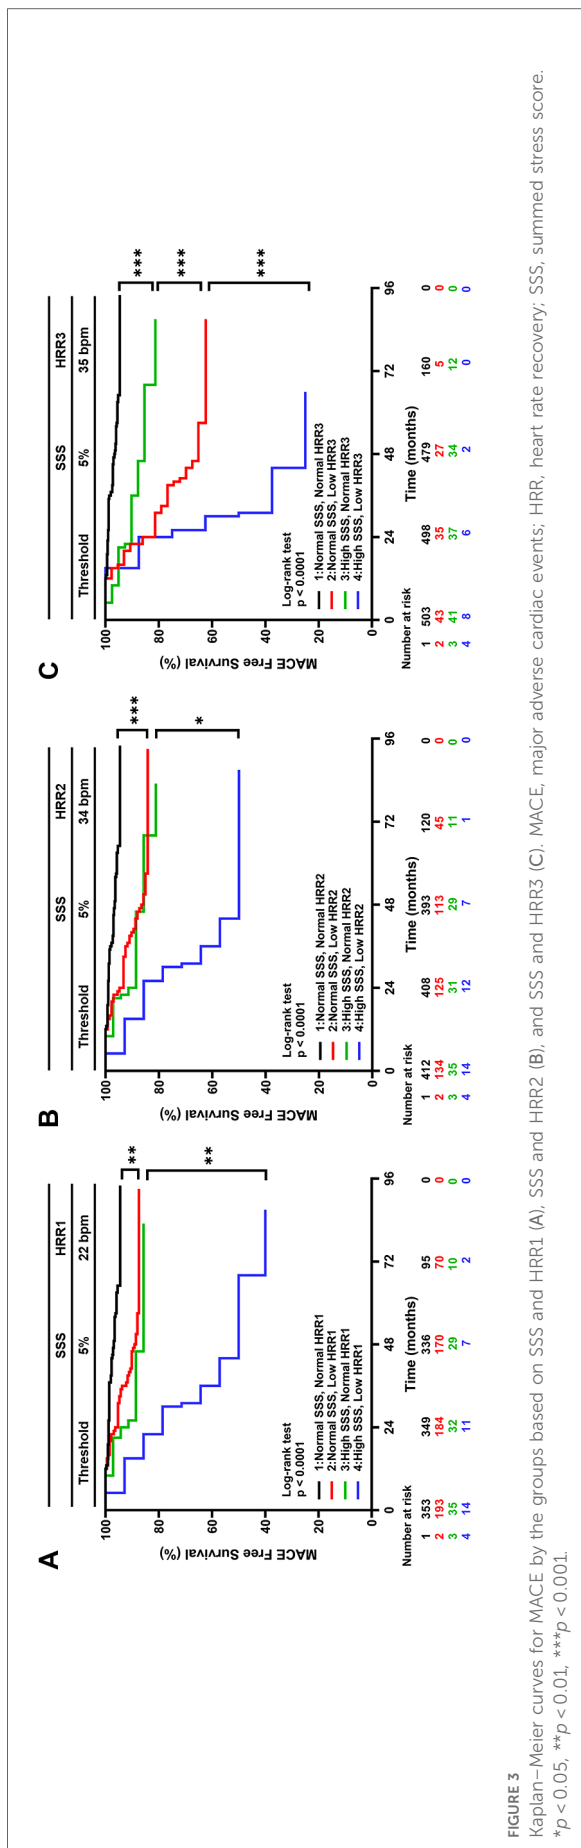 A
SSS HRR1
Threshold 5% 22 bpm
100
80
60
40
20
0
MACE Free Survival (%)
**
**
Log-rank test
p < 0.0001
1:Normal SSS, Normal HRR1
2:Normal SSS, Low HRR1
3:High SSS, Normal HRR1
4:High SSS, Low HRR1
0 24 48 72 96
Time (months)
Number at risk
1 353 349 336 95 0
2 193 184 170 70 0
3 35 32 29 10 0
4 14 11 7 2 0
B
SSS HRR2
Threshold 5% 34 bpm
100
80
60
40
20
0
MACE Free Survival (%)
***
*
Log-rank test
p < 0.0001
1:Normal SSS, Normal HRR2
2:Normal SSS, Low HRR2
3:High SSS, Normal HRR2
4:High SSS, Low HRR2
0 24 48 72 96
Time (months)
Number at risk
1 412 408 393 120 0
2 134 125 113 45 0
3 35 31 29 11 0
4 14 12 7 1 0
C
SSS HRR3
Threshold 5% 35 bpm
100
80
60
40
20
0
MACE Free Survival (%)
***
***
***
Log-rank test
p < 0.0001
1:Normal SSS, Normal HRR3
2:Normal SSS, Low HRR3
3:High SSS, Normal HRR3
4:High SSS, Low HRR3
0 24 48 72 96
Time (months)
Number at risk
1 503 498 479 160 0
2 43 35 27 5 0
3 41 37 34 12 0
4 8 6 2 0 0
FIGURE 3
Kaplan–Meier curves for MACE by the groups based on SSS and HRR1 (A), SSS and HRR2 (B), and SSS and HRR3 (C). MACE, major adverse cardiac events; HRR, heart rate recovery; SSS, summed stress score.
*p < 0.05, **p < 0.01, ***p < 0.001.